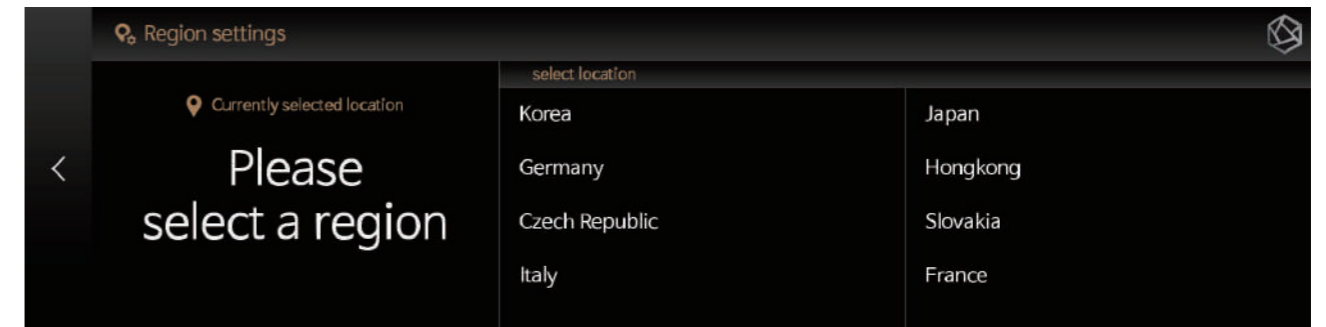 Region settings
Currently selected location
Please
select a region
select location
Korea
Japan
Germany
Hongkong
Czech Republic
Slovakia
Italy
France